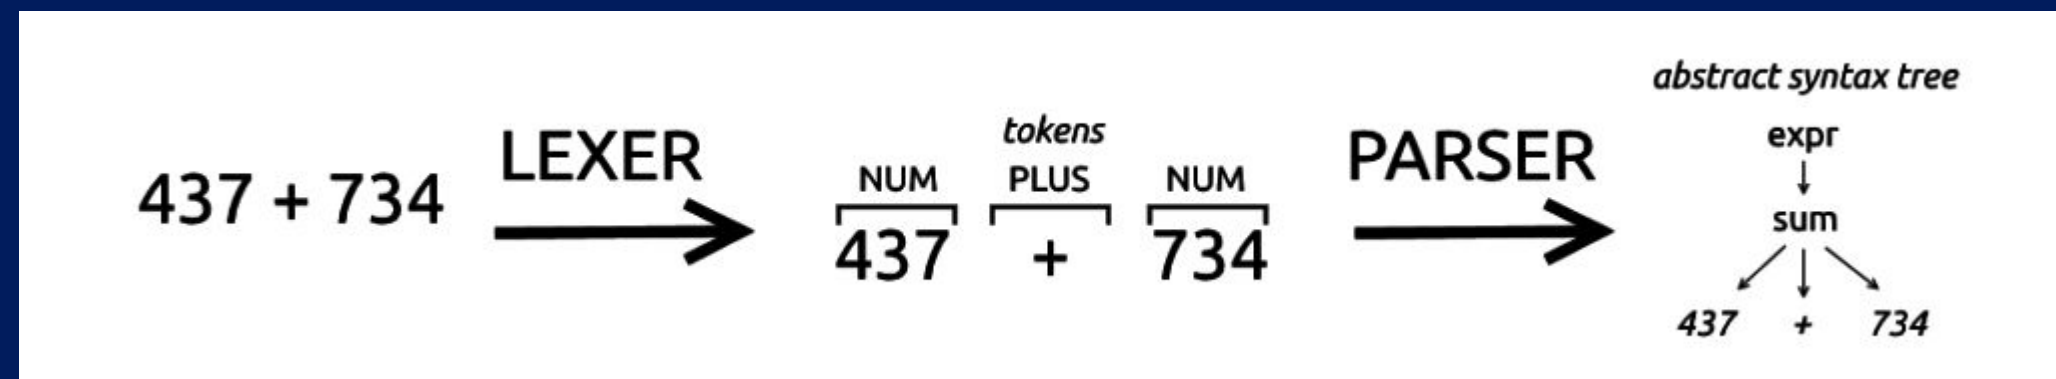 437 + 734
LEXER
tokens
NUM PLUS NUM
437 + 734
PARSER
abstract syntax tree
expr
sum
437 + 734